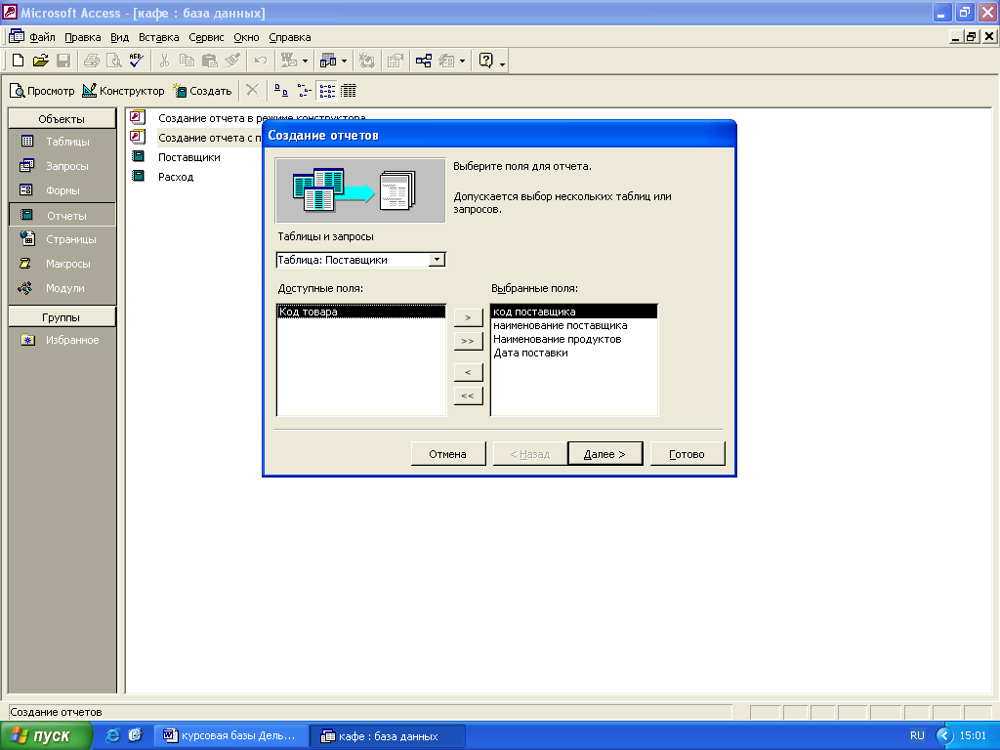 Microsoft Access - [кафе : база данных]
Файл Правка Вид Вставка Сервис Окно Справка
Просмотр Конструктор Создать
Объекты
Таблицы
Запросы
Формы
Отчеты
Страницы
Макросы
Модули
Группы
Избранное
Создание отчета в режиме конструктора
Создание отчета с п
Поставщики
Расход
Создание отчетов
Выберите поля для отчета.
Допускается выбор нескольких таблиц или
запросов.
Таблицы и запросы
Таблица: Поставщики
Доступные поля:
Выбранные поля:
Код товара
код поставщика
наименование поставщика
Наименование продуктов
Дата поставки
>
>>
<
<<
Отмена
< Назад
Далее >
Готово
Создание отчетов
пуск
курсовая базы Дель...
кафе : база данных
RU
15:01